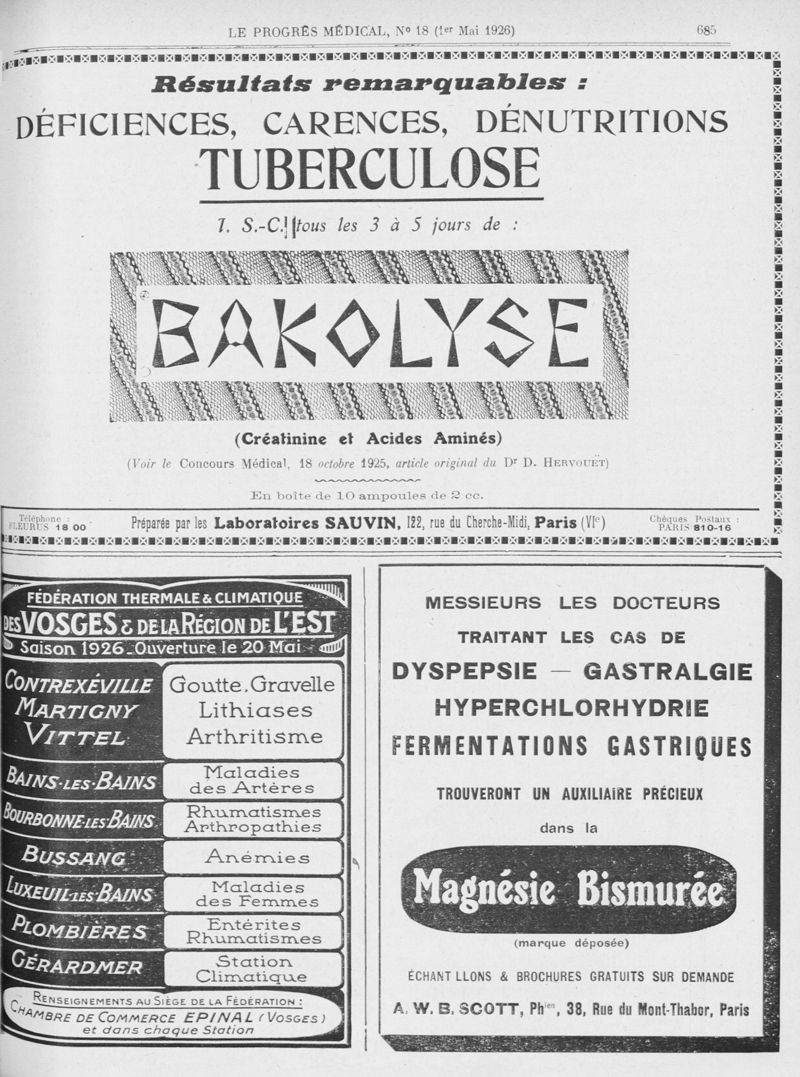 LE PROGRÈS MÉDICAL, N° 18 (1er Mai 1926)
685
Résultats remarquables :
DÉFICIENCES, CARENCES, DÉNUTRITIONS
TUBERCULOSE
I. S.-C. tous les 3 à 5 jours de :
BAKOLYSE
(Créatinine et Acides Aminés)
(Voir le Concours Médical, 18 octobre 1925, article original du Dr D. HERVOUËT)
En boîte de 10 ampoules de 2 cc.
Téléphone :
FLEURUS 18 00
Préparée par les Laboratoires SAUVIN, 122, rue du Cherche-Midi, Paris (VIe)
Chèques Postaux :
PARIS 810-16
FÉDÉRATION THERMALE & CLIMATIQUE
DES VOSGES & DE LA RÉGION DE L'EST
Saison 1926 - Ouverture le 20 Mai
CONTREXÉVILLE
MARTIGNY
VITTEL
Goutte, Gravelle
Lithiases
Arthritisme
BAINS-LES-BAINS
Maladies
des Artères
BOURBONNE-LES-BAINS
Rhumatismes
Arthropathies
BUSSANG
Anémies
LUXEUIL-LES-BAINS
Maladies
des Femmes
PLOMBIÈRES
Entérites
Rhumatismes
GÉRARDMER
Station
Climatique
RENSEIGNEMENTS AU SIÈGE DE LA FÉDÉRATION :
CHAMBRE DE COMMERCE ÉPINAL (VOSGES)
et dans chaque Station
MESSIEURS LES DOCTEURS
TRAITANT LES CAS DE
DYSPEPSIE — GASTRALGIE
HYPERCHLORHYDRIE
FERMENTATIONS GASTRIQUES
TROUVERONT UN AUXILIAIRE PRÉCIEUX
dans la
Magnésie Bismurée
(marque déposée)
ÉCHANT LLONS & BROCHURES GRATUITS SUR DEMANDE
A. W. B. SCOTT, Phien, 38, Rue du Mont-Thabor, Paris